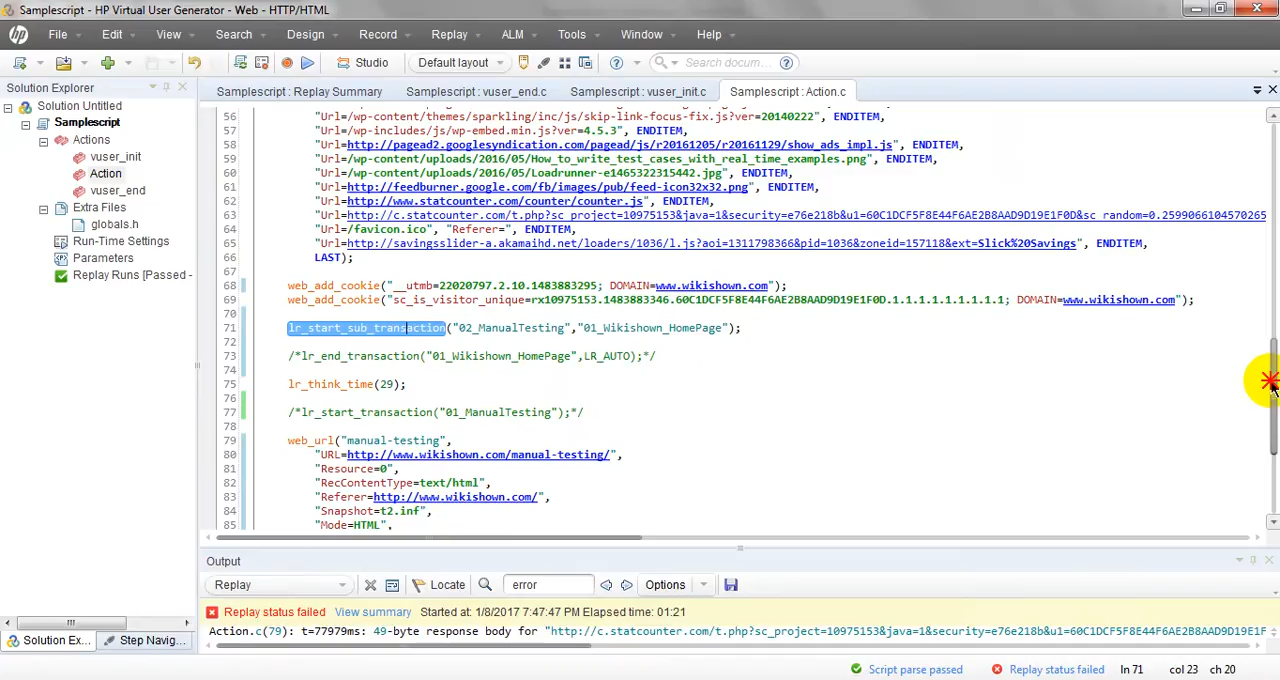 Samplescript - HP Virtual User Generator - Web - HTTP/HTML
hp File Edit View Search Design Record Replay ALM Tools Window Help
Studio Default layout Search docum...
Solution Explorer
Samplescript : Replay Summary Samplescript : vuser_end.c Samplescript : vuser_init.c Samplescript : Action.c
Solution Untitled
Samplescript
Actions
vuser_init
Action
vuser_end
Extra Files
globals.h
Run-Time Settings
Parameters
Replay Runs [Passed -
56 "Url=/wp-content/themes/sparkling/inc/js/skip-link-focus-fix.js?ver=20140222", ENDITEM,
57 "Url=/wp-includes/js/wp-embed.min.js?ver=4.5.3", ENDITEM,
58 "Url=http://pagead2.googlesyndication.com/pagead/js/r20161205/r20161129/show_ads_impl.js", ENDITEM,
59 "Url=/wp-content/uploads/2016/05/How_to_write_test_cases_with_real_time_examples.png", ENDITEM,
60 "Url=/wp-content/uploads/2016/05/Loadrunner-e1465322315442.jpg", ENDITEM,
61 "Url=http://feedburner.google.com/fb/images/pub/feed-icon32x32.png", ENDITEM,
62 "Url=http://www.statcounter.com/counter/counter.js", ENDITEM,
63 "Url=http://c.statcounter.com/t.php?sc_project=10975153&java=1&security=e76e218b&u1=60C1DCF5F8E44F6AE2B8AAD9D19E1F0D&sc_random=0.2599066104570265
64 "Url=/favicon.ico", "Referer=", ENDITEM,
65 "Url=http://savingsslider-a.akamaihd.net/loaders/1036/l.js?aoi=1311798366&pid=1036&zoneid=157118&ext=Slick%20Savings", ENDITEM,
66 LAST);
67
68 web_add_cookie("__utmb=22020797.2.10.1483883295; DOMAIN=www.wikishown.com");
69 web_add_cookie("sc_is_visitor_unique=rx10975153.1483883346.60C1DCF5F8E44F6AE2B8AAD9D19E1F0D.1.1.1.1.1.1.1.1.1; DOMAIN=www.wikishown.com");
70
71 lr_start_sub_transaction("02_ManualTesting","01_Wikishown_HomePage");
72
73 /*lr_end_transaction("01_Wikishown_HomePage",LR_AUTO);*/
74
75 lr_think_time(29);
76
77 /*lr_start_transaction("01_ManualTesting");*/
78
79 web_url("manual-testing",
80 "URL=http://www.wikishown.com/manual-testing/",
81 "Resource=0",
82 "RecContentType=text/html",
83 "Referer=http://www.wikishown.com/",
84 "Snapshot=t2.inf",
85 "Mode=HTML",
Output
Replay Locate error Options
Replay status failed View summary Started at: 1/8/2017 7:47:47 PM Elapsed time: 01:21
Action.c(79): t=77979ms: 49-byte response body for "http://c.statcounter.com/t.php?sc_project=10975153&java=1&security=e76e218b&u1=60C1DCF5F8E44F6AE2B8AAD9D19E1F
Solution Ex... Step Navig...
Script parse passed Replay status failed ln 71 col 23 ch 20